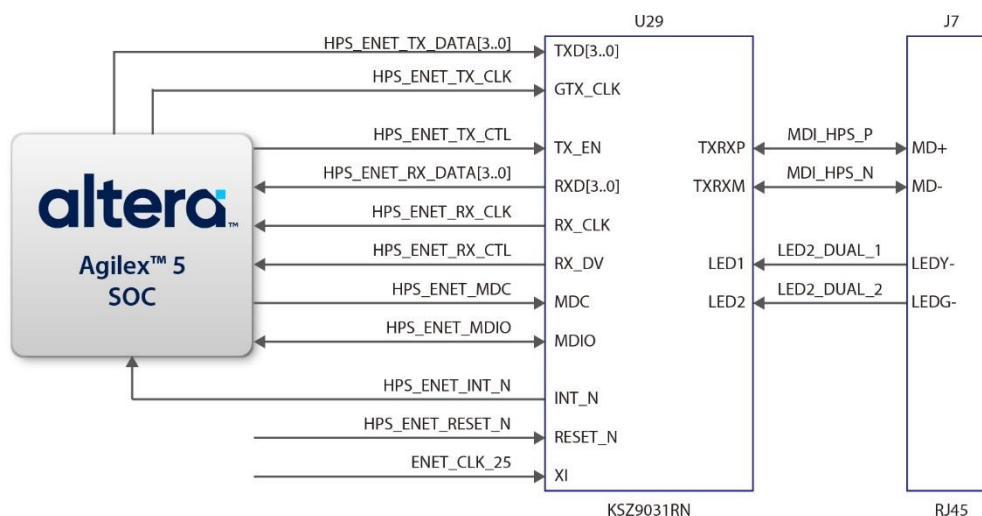 U29
J7
HPS_ENET_TX_DATA[3..0]
TXD[3..0]
HPS_ENET_TX_CLK
GTX_CLK
HPS_ENET_TX_CTL
TX_EN
TXRXP
MDI_HPS_P
MD+
HPS_ENET_RX_DATA[3..0]
RXD[3..0]
TXRXM
MDI_HPS_N
MD-
HPS_ENET_RX_CLK
RX_CLK
HPS_ENET_RX_CTL
RX_DV
LED1
LED2_DUAL_1
LEDY-
HPS_ENET_MDC
MDC
LED2
LED2_DUAL_2
LEDG-
HPS_ENET_MDIO
MDIO
altera™
Agilex™ 5
SOC
HPS_ENET_INT_N
INT_N
HPS_ENET_RESET_N
RESET_N
ENET_CLK_25
XI
KSZ9031RN
RJ45